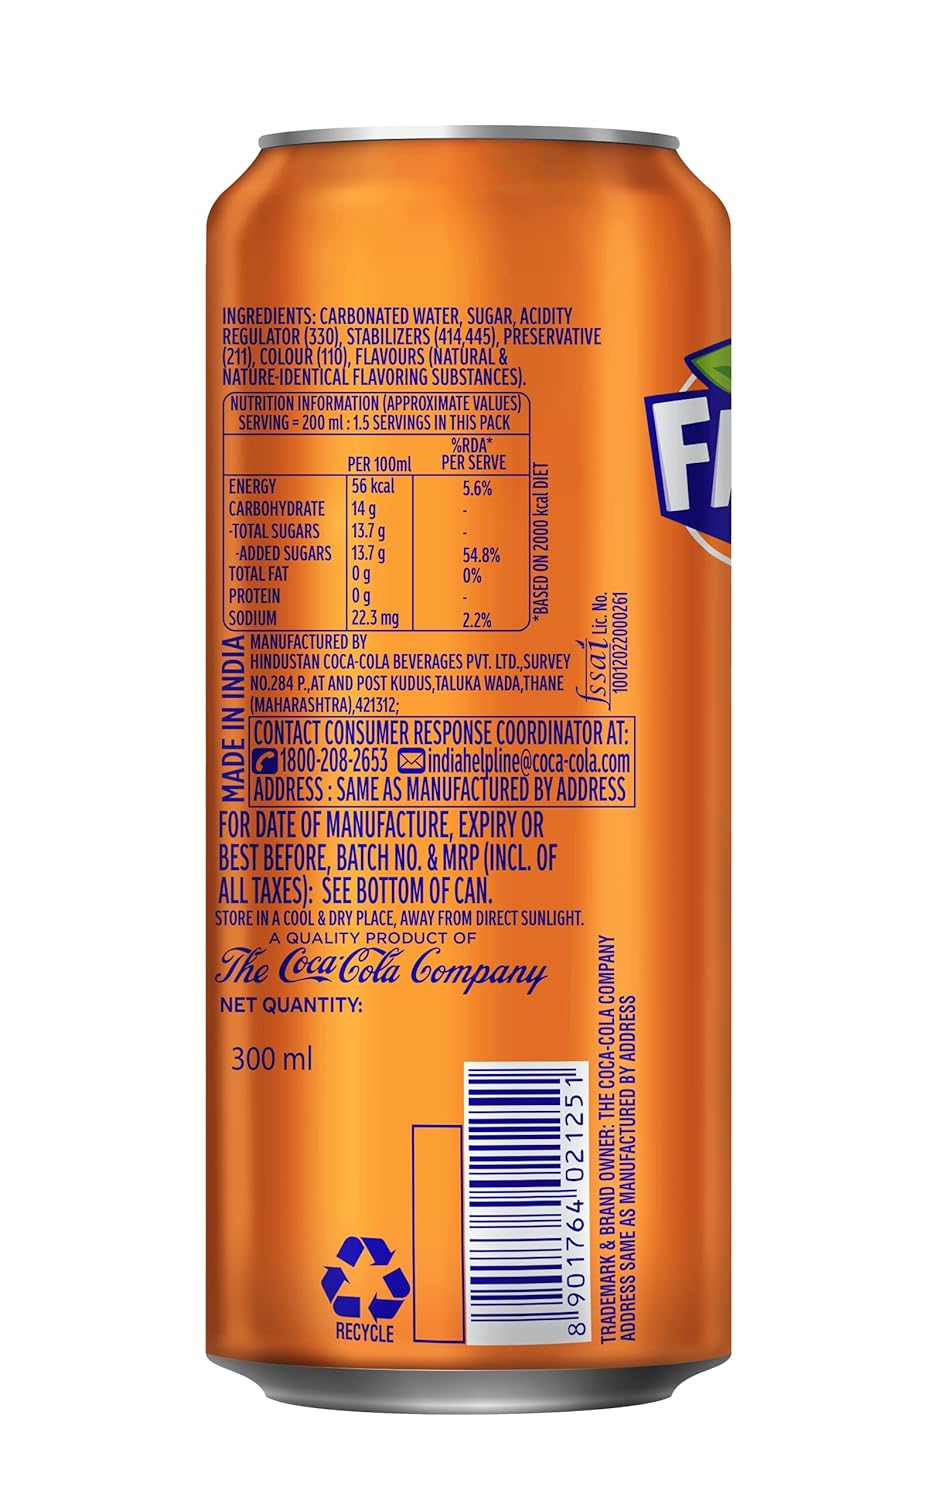 INGREDIENTS: CARBONATED WATER, SUGAR, ACIDITY
REGULATOR (330), STABILIZERS (414,445), PRESERVATIVE
(211), COLOUR (110), FLAVOURS (NATURAL &
NATURE-IDENTICAL FLAVORING SUBSTANCES).
NUTRITION INFORMATION (APPROXIMATE VALUES)
SERVING = 200 ml : 1.5 SERVINGS IN THIS PACK
PER 100ml %RDA* PER SERVE
ENERGY 56 kcal 5.6%
CARBOHYDRATE 14 g -
-TOTAL SUGARS 13.7 g -
-ADDED SUGARS 13.7 g 54.8%
TOTAL FAT 0 g 0%
PROTEIN 0 g -
SODIUM 22.3 mg 2.2%
*BASED ON 2000 kcal DIET
fssai Lic. No.
10012022000261
MADE IN INDIA
MANUFACTURED BY
HINDUSTAN COCA-COLA BEVERAGES PVT. LTD.,SURVEY
NO.284 P.,AT AND POST KUDUS,TALUKA WADA,THANE
(MAHARASHTRA),421312;
CONTACT CONSUMER RESPONSE COORDINATOR AT:
1800-208-2653 indiahelpline@coca-cola.com
ADDRESS : SAME AS MANUFACTURED BY ADDRESS
FOR DATE OF MANUFACTURE, EXPIRY OR
BEST BEFORE, BATCH NO. & MRP (INCL. OF
ALL TAXES): SEE BOTTOM OF CAN.
STORE IN A COOL & DRY PLACE, AWAY FROM DIRECT SUNLIGHT.
A QUALITY PRODUCT OF
The Coca-Cola Company
NET QUANTITY:
300 ml
RECYCLE
8 901764 021251
TRADEMARK & BRAND OWNER: THE COCA-COLA COMPANY
ADDRESS SAME AS MANUFACTURED BY ADDRESS